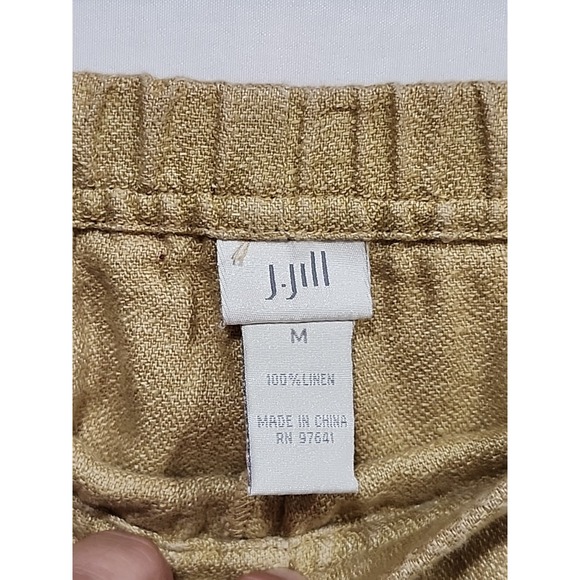 J.Jill
M
100% LINEN
MADE IN CHINA
RN 97641